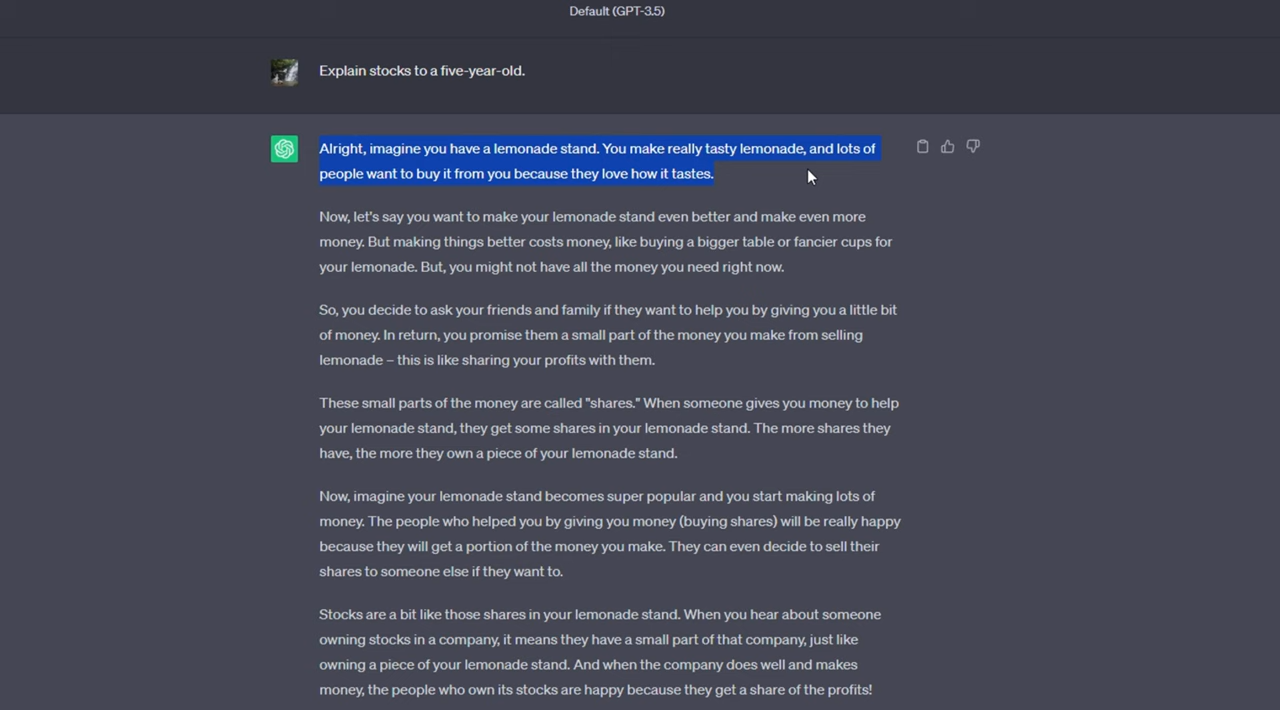 Default (GPT-3.5)
Explain stocks to a five-year-old.
Alright, imagine you have a lemonade stand. You make really tasty lemonade, and lots of
people want to buy it from you because they love how it tastes.
Now, let's say you want to make your lemonade stand even better and make even more
money. But making things better costs money, like buying a bigger table or fancier cups for
your lemonade. But, you might not have all the money you need right now.
So, you decide to ask your friends and family if they want to help you by giving you a little bit
of money. In return, you promise them a small part of the money you make from selling
lemonade – this is like sharing your profits with them.
These small parts of the money are called "shares." When someone gives you money to help
your lemonade stand, they get some shares in your lemonade stand. The more shares they
have, the more they own a piece of your lemonade stand.
Now, imagine your lemonade stand becomes super popular and you start making lots of
money. The people who helped you by giving you money (buying shares) will be really happy
because they will get a portion of the money you make. They can even decide to sell their
shares to someone else if they want to.
Stocks are a bit like those shares in your lemonade stand. When you hear about someone
owning stocks in a company, it means they have a small part of that company, just like
owning a piece of your lemonade stand. And when the company does well and makes
money, the people who own its stocks are happy because they get a share of the profits!